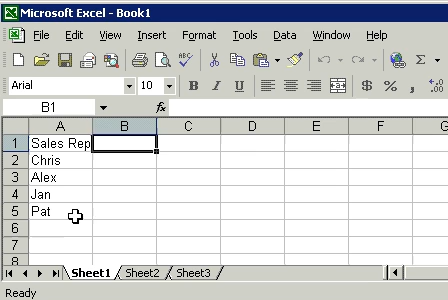 Microsoft Excel - Book1
File Edit View Insert Format Tools Data Window Help
Arial 10 B I U $ % ,
B1 fx
A B C D E F G
1 Sales Rep
2 Chris
3 Alex
4 Jan
5 Pat
6
7
8
Sheet1 Sheet2 Sheet3
Ready